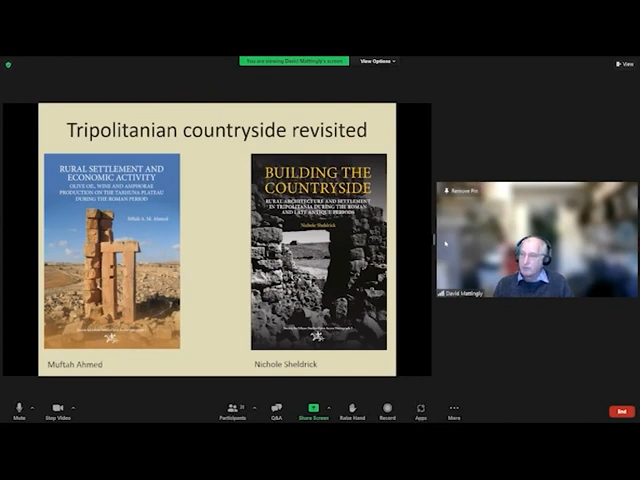 You are viewing David Mattingly's screen
View Options
View
Tripolitanian countryside revisited
RURAL SETTLEMENT AND
ECONOMIC ACTIVITY
OLIVE OIL, WINE AND AMPHORAE
PRODUCTION ON THE TARHUNA PLATEAU
DURING THE ROMAN PERIOD
Ahmed
BUILDING THE
COUNTRYSIDE
RURAL ARCHITECTURE AND SETTLEMENT
IN TRIPOLITANIA DURING THE ROMAN
AND LATE ANTIQUE PERIODS
Nichole Sheldrick
Muftah Ahmed
Nichole Sheldrick
Remove Pin
David Mattingly
Mute
Stop Video
Participants
Q&A
Share Screen
Raise Hand
Record
Apps
More
End